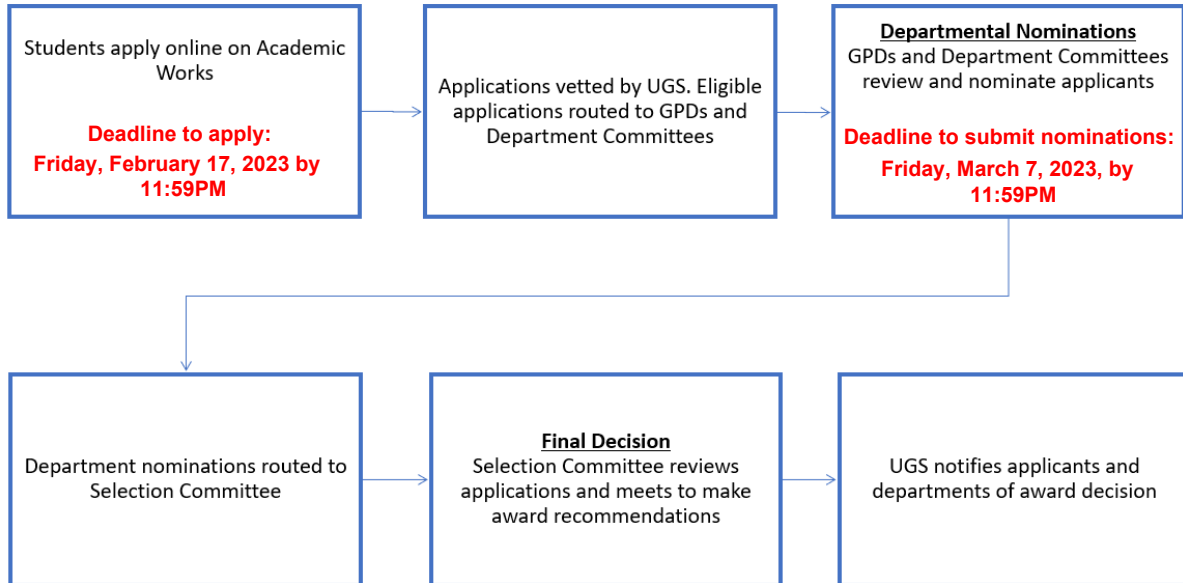 Students apply online on Academic
Works
Deadline to apply:
Friday, February 17, 2023 by
11:59PM
Applications vetted by UGS. Eligible
applications routed to GPDs and
Department Committees
Departmental Nominations
GPDs and Department Committees
review and nominate applicants
Deadline to submit nominations:
Friday, March 7, 2023, by
11:59PM
Department nominations routed to
Selection Committee
Final Decision
Selection Committee reviews
applications and meets to make
award recommendations
UGS notifies applicants and
departments of award decision